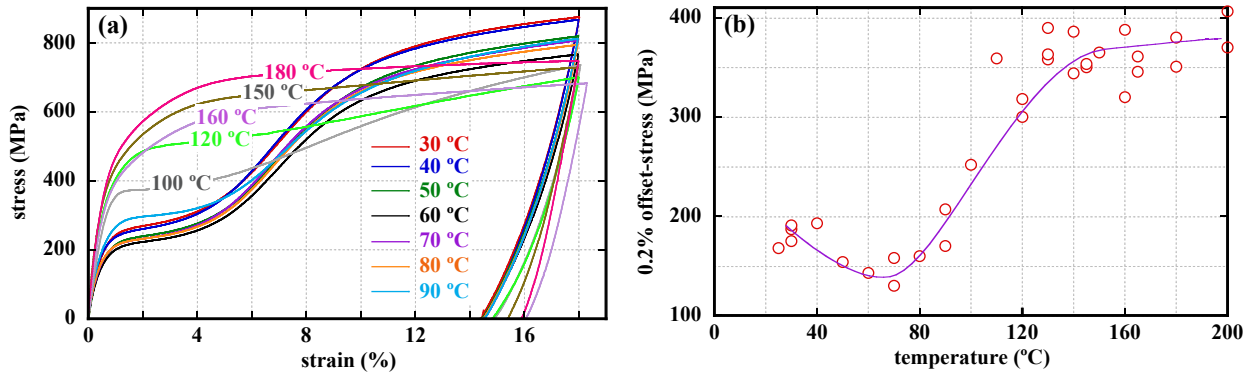 (a)
800
600
400
200
0
stress (MPa)
180 ºC
150 ºC
160 ºC
120 ºC
100 ºC
30 ºC
40 ºC
50 ºC
60 ºC
70 ºC
80 ºC
90 ºC
0 4 8 12 16
strain (%)
(b)
400
300
200
100
0.2% offset-stress (MPa)
0 40 80 120 160 200
temperature (ºC)